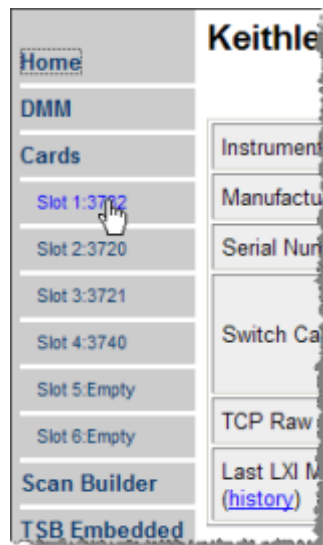 Home
DMM
Cards
Slot 1:3732
Slot 2:3720
Slot 3:3721
Slot 4:3740
Slot 5:Empty
Slot 6:Empty
Scan Builder
TSB Embedded
Keithle
Instrument
Manufactu
Serial Num
Switch Ca
TCP Raw
Last LXI M
(history)